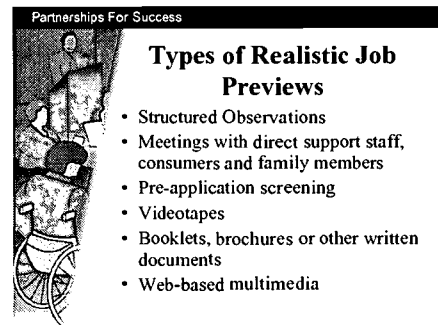 Partnerships For Success
Types of Realistic Job
Previews
• Structured Observations
• Meetings with direct support staff,
consumers and family members
• Pre-application screening
• Videotapes
• Booklets, brochures or other written
documents
• Web-based multimedia